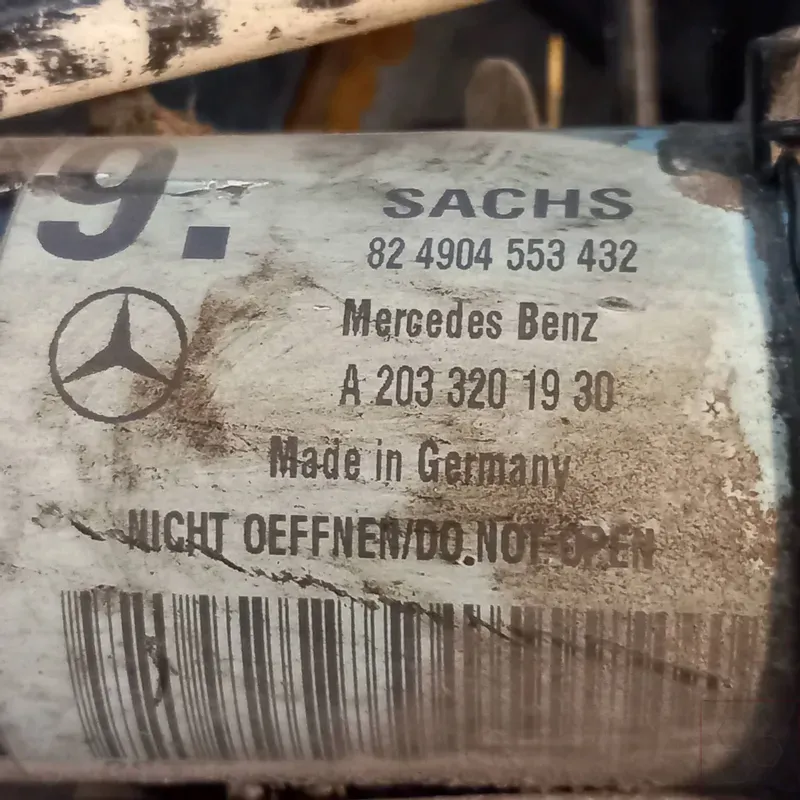 9.
SACHS
82 4904 553 432
Mercedes Benz
A 203 320 19 30
Made in Germany
NICHT OEFFNEN/DO NOT OPEN